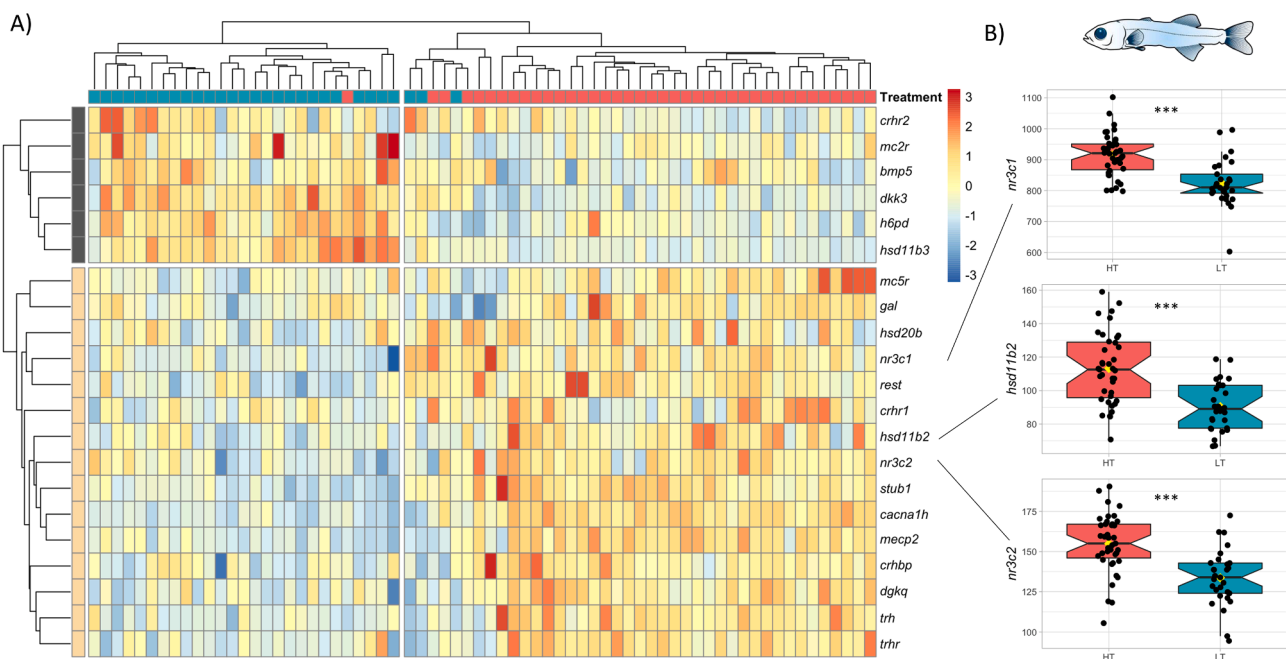 A)
Treatment
crhr2
mc2r
bmp5
dkk3
h6pd
hsd11b3
mc5r
gal
hsd20b
nr3c1
rest
crhr1
hsd11b2
nr3c2
stub1
cacna1h
mecp2
crhbp
dgkq
trh
trhr
3
2
1
0
-1
-2
-3
B)
nr3c1
1100
1000
900
800
700
600
***
HT
LT
hsd11b2
160
140
120
100
80
***
HT
LT
nr3c2
175
150
125
100
***
HT
LT